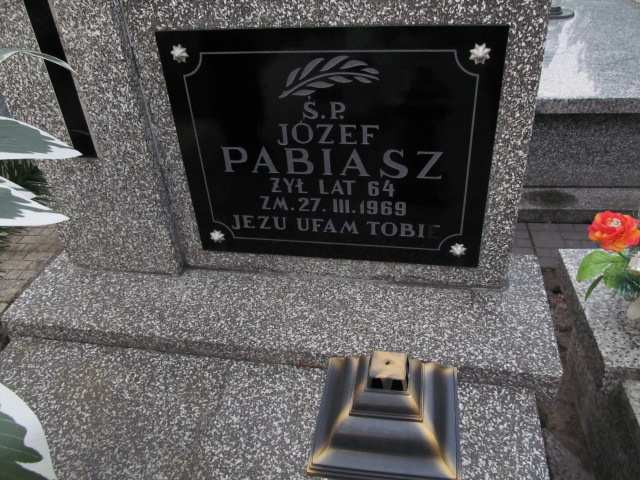 Ś.P.
JÓZEF
PABIASZ
ŻYŁ LAT 64
ZM. 27. III. 1969
JEZU UFAM TOBIE